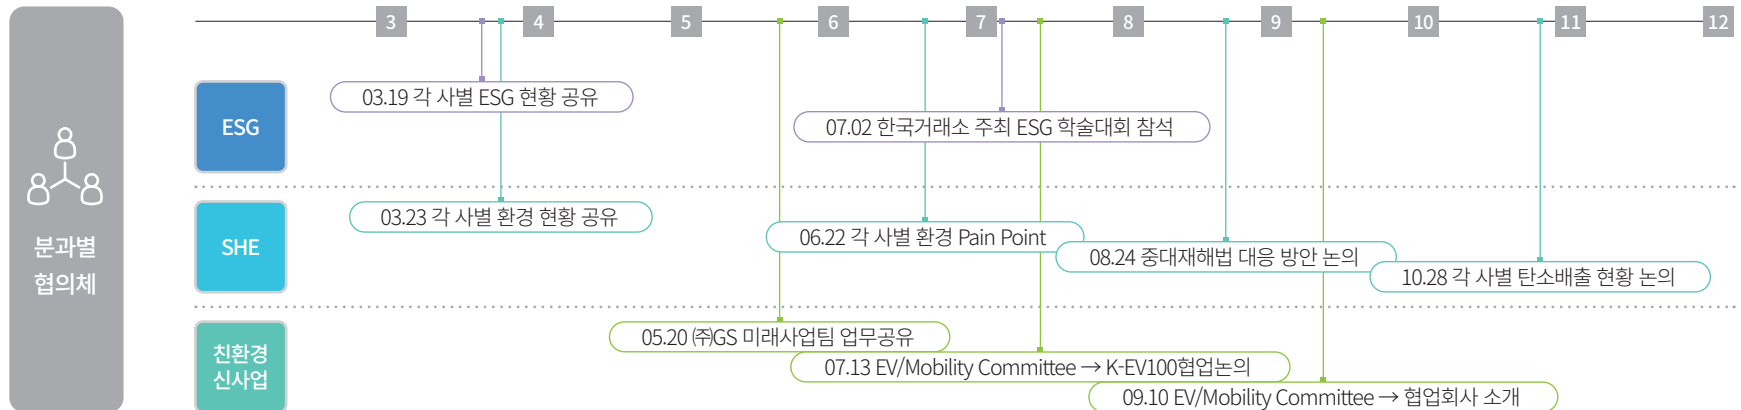 분과별
협의체
3 4 5 6 7 8 9 10 11 12
ESG
03.19 각 사별 ESG 현황 공유
07.02 한국거래소 주최 ESG 학술대회 참석
SHE
03.23 각 사별 환경 현황 공유
06.22 각 사별 환경 Pain Point
08.24 중대재해법 대응 방안 논의
10.28 각 사별 탄소배출 현황 논의
친환경
신사업
05.20 ㈜GS 미래사업팀 업무공유
07.13 EV/Mobility Committee → K-EV100협업논의
09.10 EV/Mobility Committee → 협업회사 소개